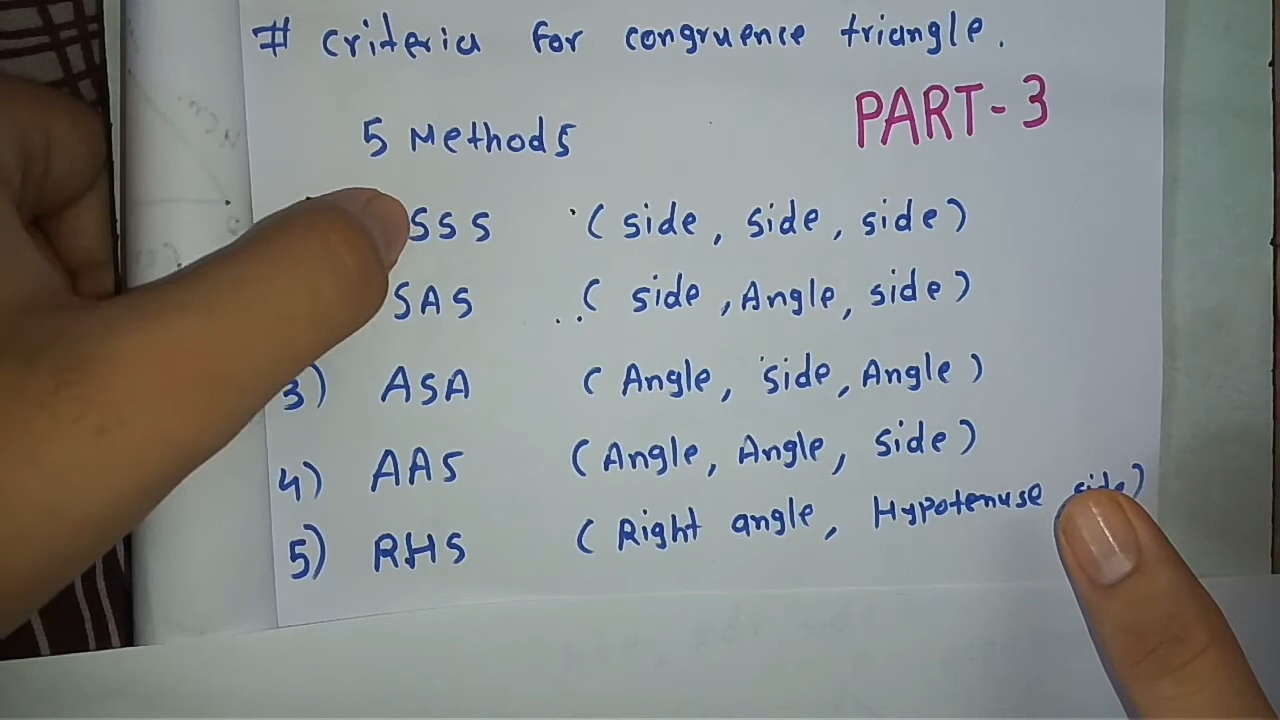 # criteria for congruence triangle.
PART-3
5 Methods
SSS (side, side, side)
SAS (side, Angle, side)
3) ASA (Angle, side, Angle)
4) AAS (Angle, Angle, side)
5) RHS (Right angle, Hypotenuse, side)